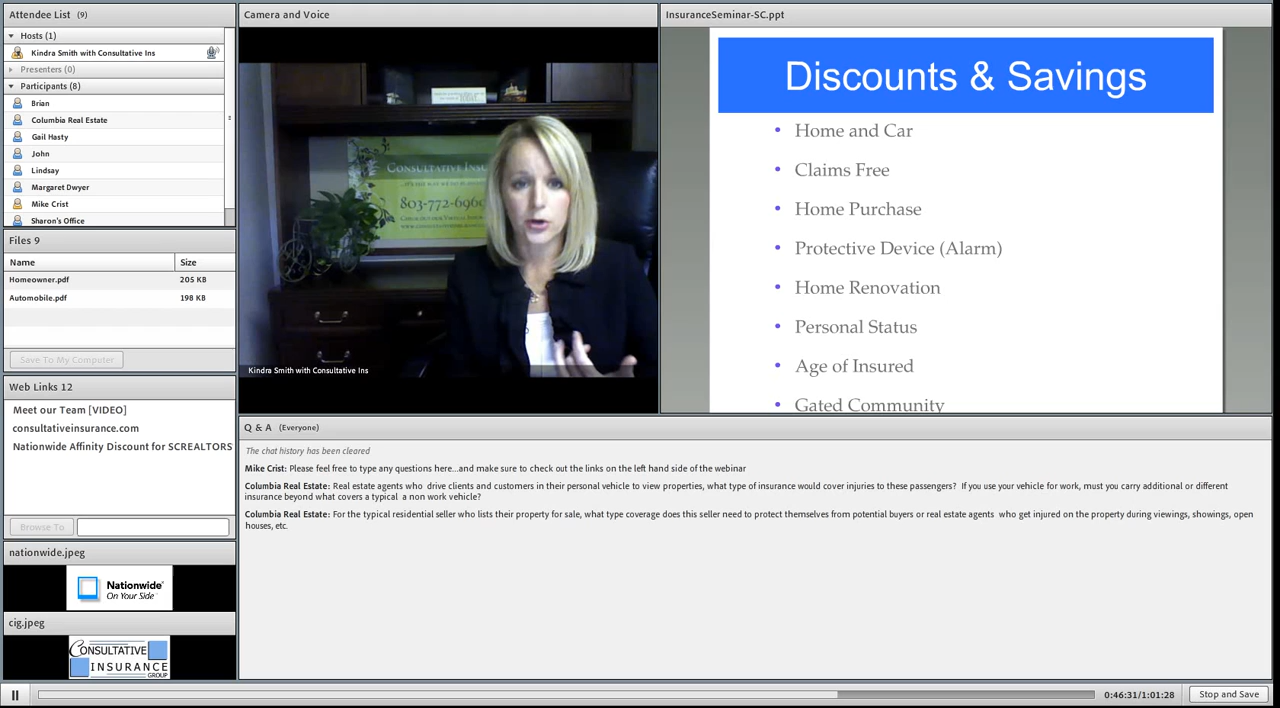 Attendee List (9)
Hosts (1)
Kindra Smith with Consultative Ins
Presenters (0)
Participants (8)
Brian
Columbia Real Estate
Gail Hasty
John
Lindsay
Margaret Dwyer
Mike Crist
Sharon's Office
Files 9
Name Size
Homeowner.pdf 205 KB
Automobile.pdf 198 KB
Save To My Computer
Web Links 12
Meet our Team [VIDEO]
consultativeinsurance.com
Nationwide Affinity Discount for SCREALTORS
Browse To
nationwide.jpeg
Nationwide®
On Your Side™
cig.jpeg
CONSULTATIVE
INSURANCE
GROUP
Camera and Voice
CONSULTATIVE INSU
803-772-6960
Kindra Smith with Consultative Ins
InsuranceSeminar-SC.ppt
Discounts & Savings
• Home and Car
• Claims Free
• Home Purchase
• Protective Device (Alarm)
• Home Renovation
• Personal Status
• Age of Insured
• Gated Community
Q & A (Everyone)
The chat history has been cleared
Mike Crist: Please feel free to type any questions here...and make sure to check out the links on the left hand side of the webinar
Columbia Real Estate: Real estate agents who drive clients and customers in their personal vehicle to view properties, what type of insurance would cover injuries to these passengers? If you use your vehicle for work, must you carry additional or different
insurance beyond what covers a typical a non work vehicle?
Columbia Real Estate: For the typical residential seller who lists their property for sale, what type coverage does this seller need to protect themselves from potential buyers or real estate agents who get injured on the property during viewings, showings, open
houses, etc.
0:46:31/1:01:28
Stop and Save